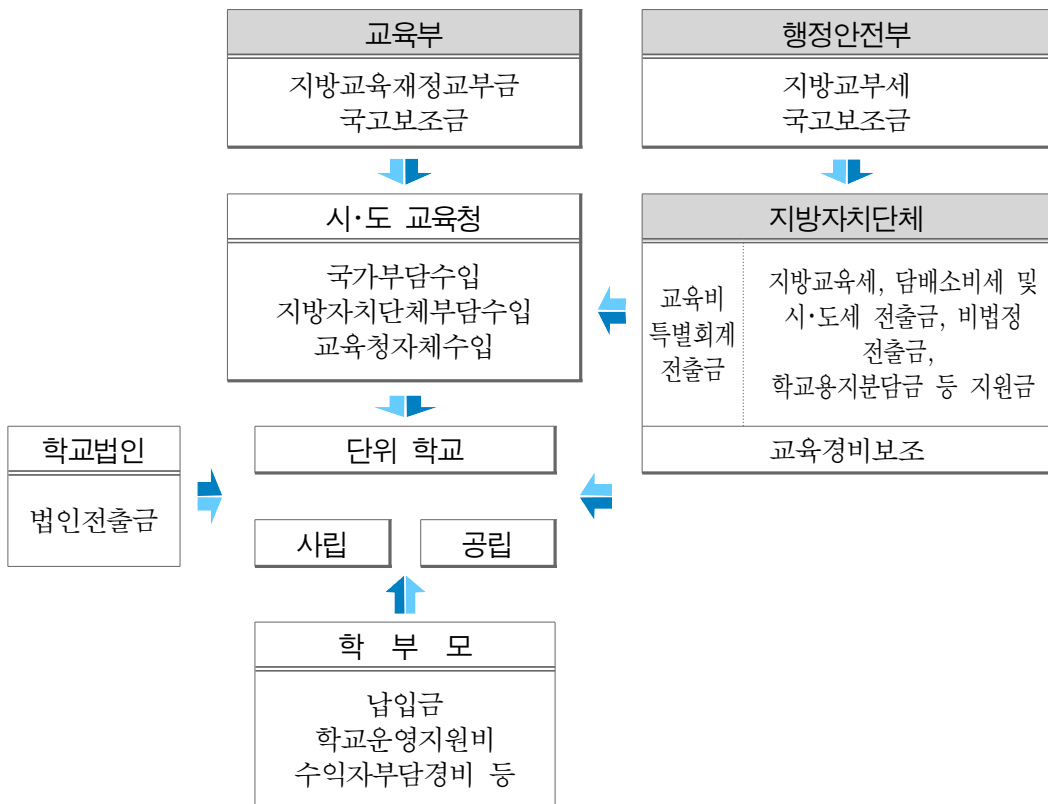 교육부
지방교육재정교부금
국고보조금
행정안전부
지방교부세
국고보조금
시·도 교육청
국가부담수입
지방자치단체부담수입
교육청자체수입
지방자치단체
교육비
특별회계
전출금
지방교육세, 담배소비세 및
시·도세 전출금, 비법정
전출금,
학교용지분담금 등 지원금
교육경비보조
학교법인
법인전출금
단위 학교
사립
공립
학 부 모
납입금
학교운영지원비
수익자부담경비 등